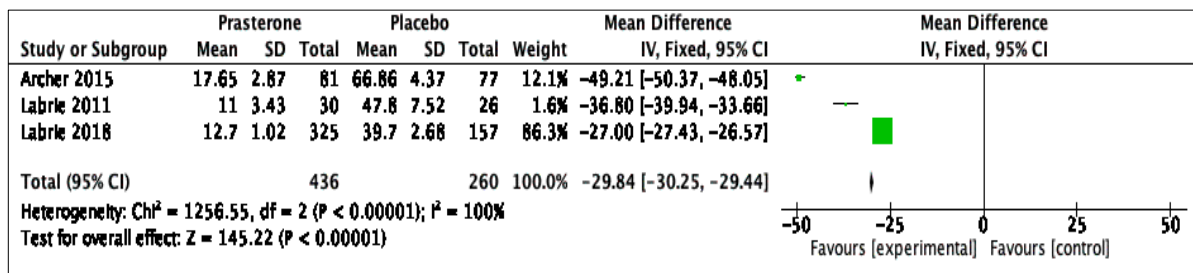 Prasterone Placebo Mean Difference Mean Difference
Study or Subgroup Mean SD Total Mean SD Total Weight IV, Fixed, 95% CI IV, Fixed, 95% CI
Archer 2015 17.65 2.87 81 66.86 4.37 77 12.1% −49.21 [−50.37, −48.05]
Labrie 2011 11 3.43 30 47.8 7.52 26 1.6% −36.80 [−39.94, −33.66]
Labrie 2018 12.7 1.02 325 39.7 2.68 157 86.3% −27.00 [−27.43, −26.57]
Total (95% CI) 436 260 100.0% −29.84 [−30.25, −29.44]
Heterogeneity: Chi² = 1256.55, df = 2 (P < 0.00001); I² = 100%
Test for overall effect: Z = 145.22 (P < 0.00001)
−50 −25 0 25 50
Favours [experimental] Favours [control]